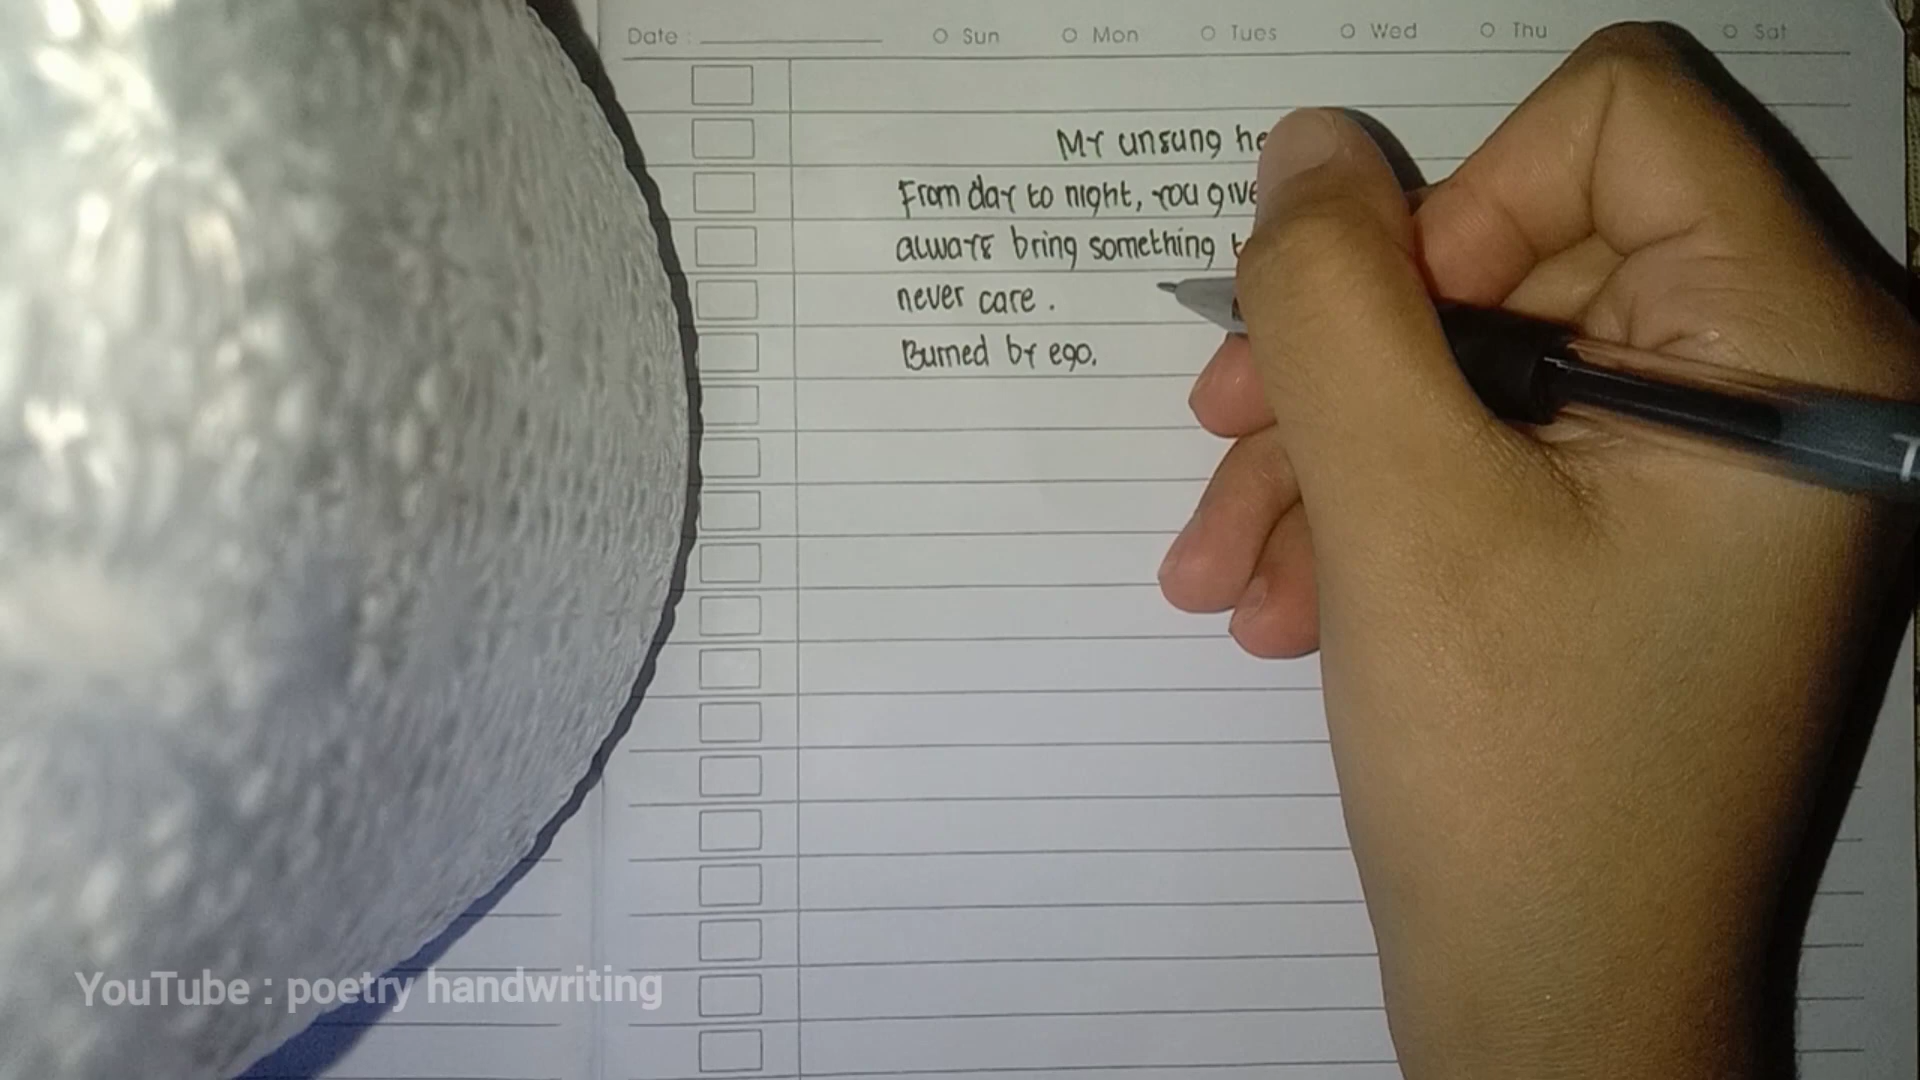 Date :
Sun Mon Tues Wed Thu Sat
My unsung
From day to night, you give
always bring something
never care .
Burned by ego.
YouTube : poetry handwriting